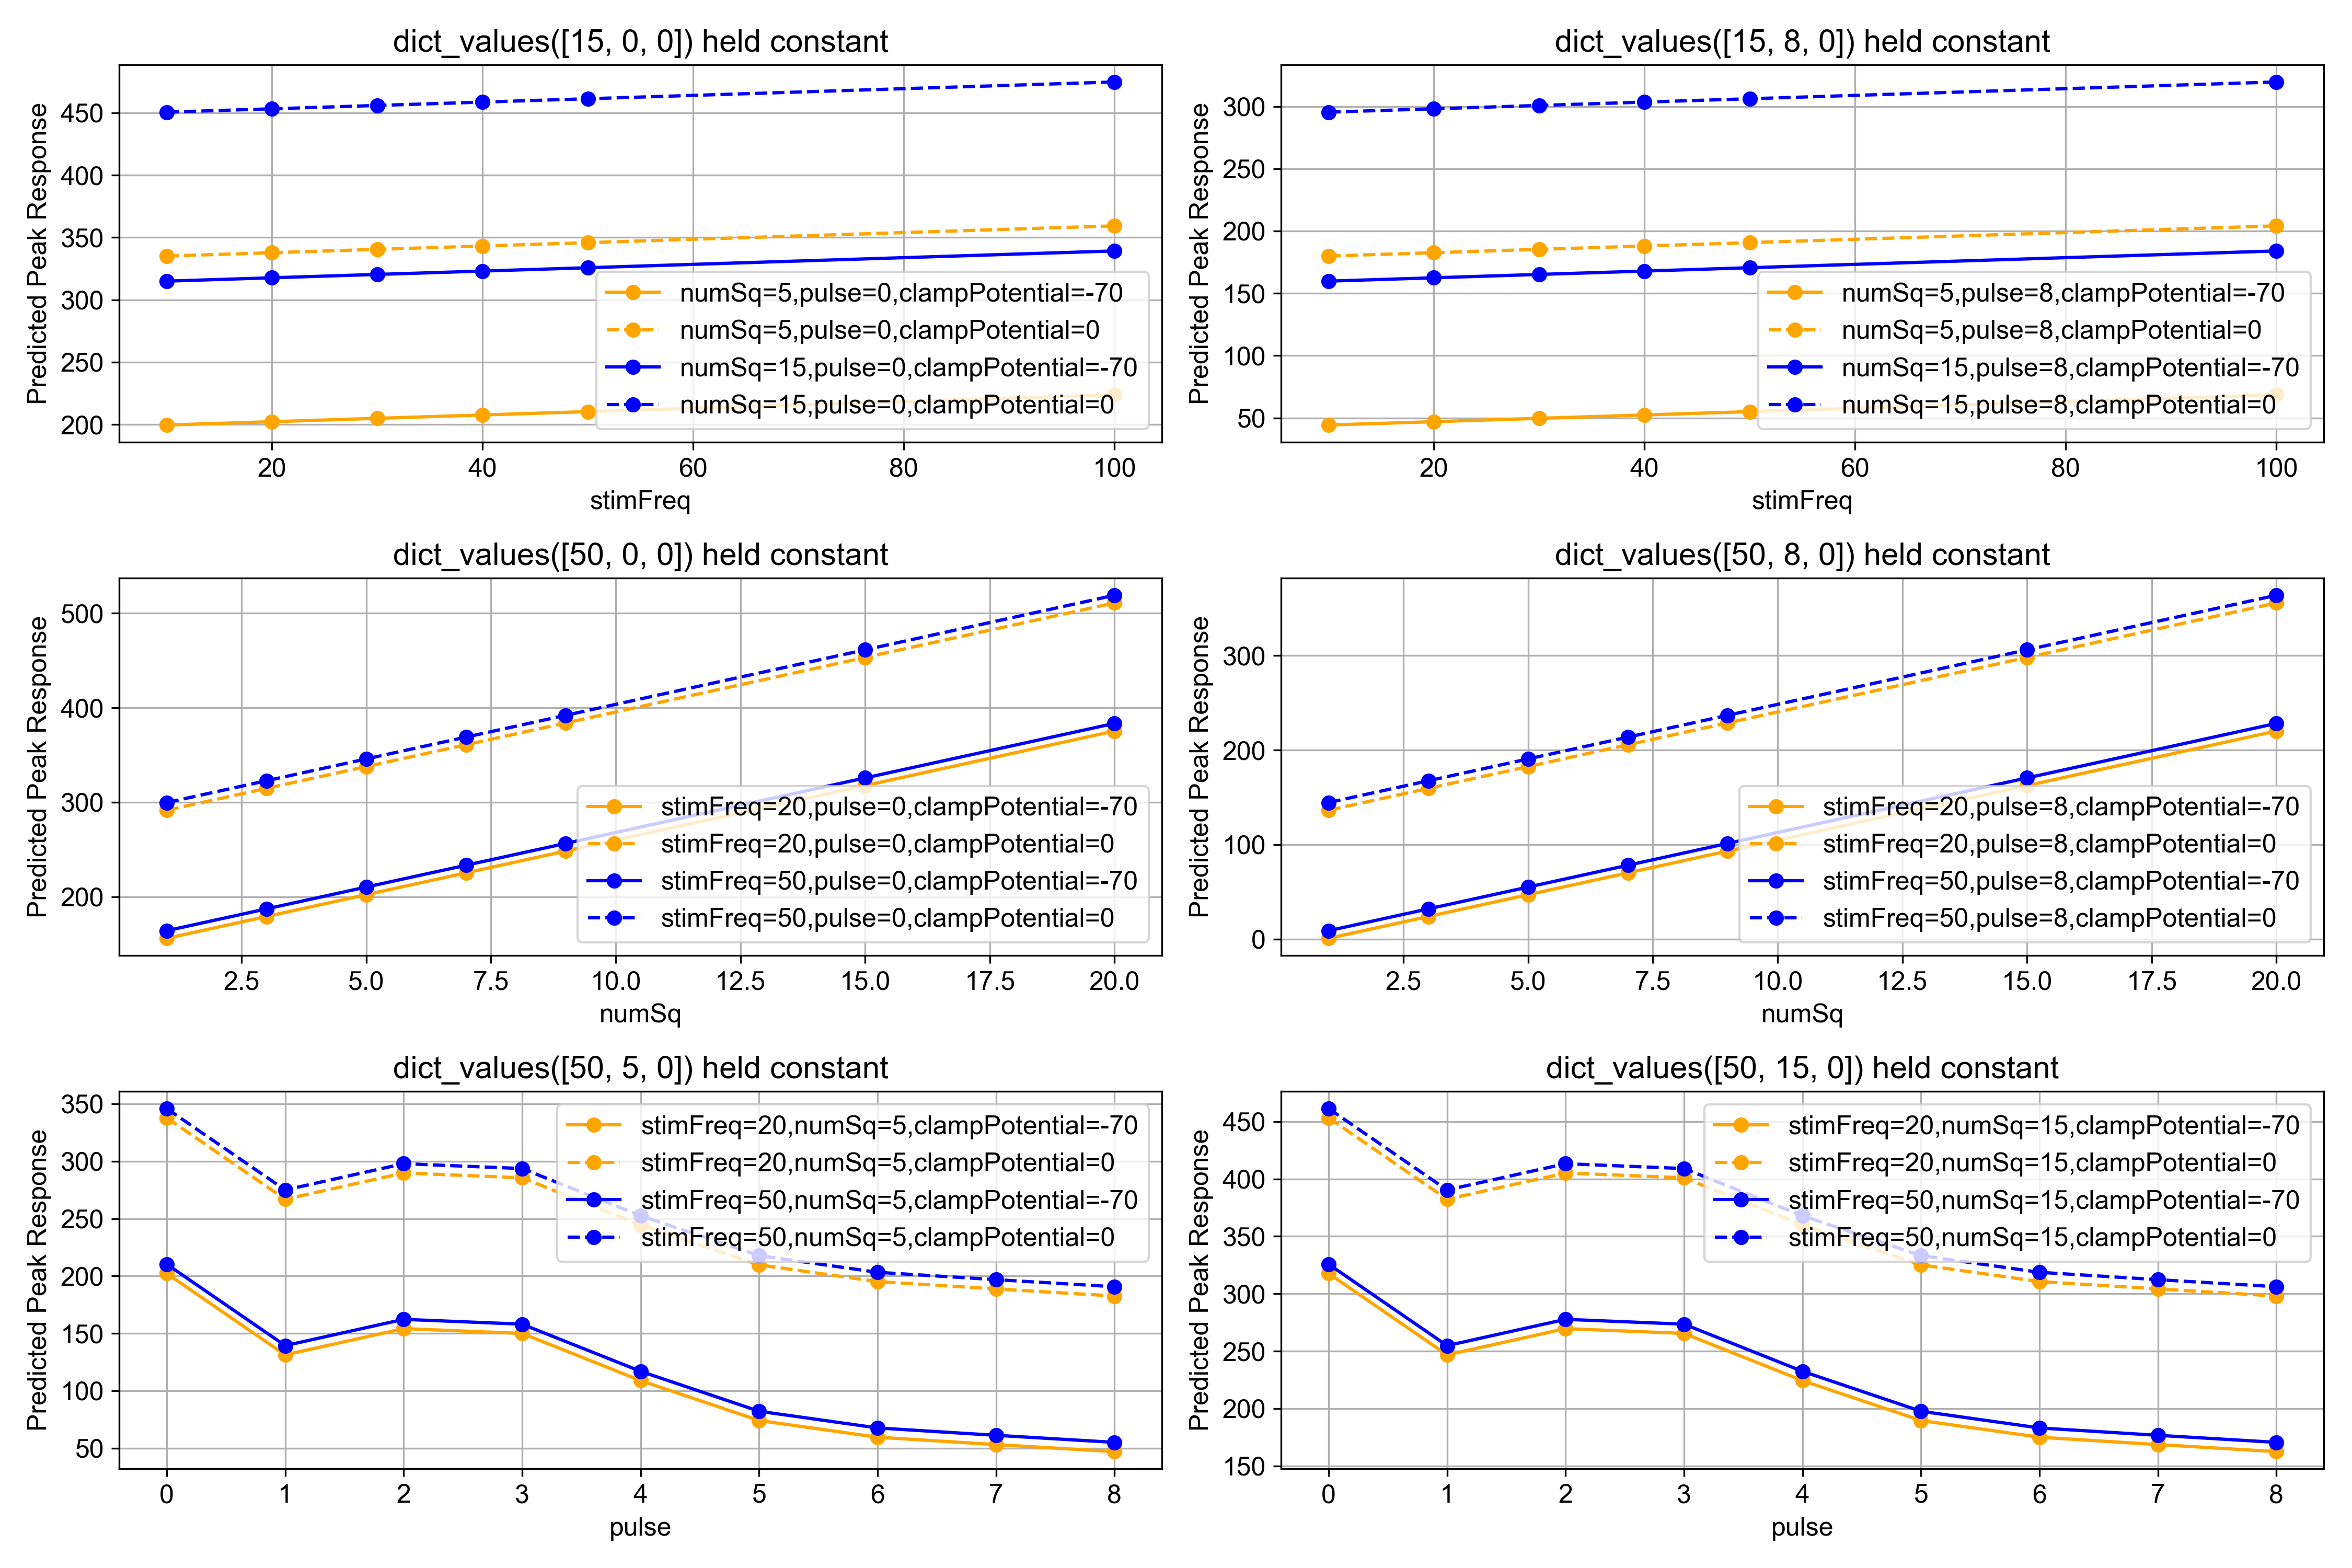 dict_values([15, 0, 0]) held constant
Predicted Peak Response
450
400
350
300
250
200
numSq=5,pulse=0,clampPotential=-70
numSq=5,pulse=0,clampPotential=0
numSq=15,pulse=0,clampPotential=-70
numSq=15,pulse=0,clampPotential=0
20 40 60 80 100
stimFreq
dict_values([15, 8, 0]) held constant
Predicted Peak Response
300
250
200
150
100
50
numSq=5,pulse=8,clampPotential=-70
numSq=5,pulse=8,clampPotential=0
numSq=15,pulse=8,clampPotential=-70
numSq=15,pulse=8,clampPotential=0
20 40 60 80 100
stimFreq
dict_values([50, 0, 0]) held constant
Predicted Peak Response
500
400
300
200
stimFreq=20,pulse=0,clampPotential=-70
stimFreq=20,pulse=0,clampPotential=0
stimFreq=50,pulse=0,clampPotential=-70
stimFreq=50,pulse=0,clampPotential=0
2.5 5.0 7.5 10.0 12.5 15.0 17.5 20.0
numSq
dict_values([50, 8, 0]) held constant
Predicted Peak Response
300
200
100
0
stimFreq=20,pulse=8,clampPotential=-70
stimFreq=20,pulse=8,clampPotential=0
stimFreq=50,pulse=8,clampPotential=-70
stimFreq=50,pulse=8,clampPotential=0
2.5 5.0 7.5 10.0 12.5 15.0 17.5 20.0
numSq
dict_values([50, 5, 0]) held constant
Predicted Peak Response
350
300
250
200
150
100
50
stimFreq=20,numSq=5,clampPotential=-70
stimFreq=20,numSq=5,clampPotential=0
stimFreq=50,numSq=5,clampPotential=-70
stimFreq=50,numSq=5,clampPotential=0
0 1 2 3 4 5 6 7 8
pulse
dict_values([50, 15, 0]) held constant
Predicted Peak Response
450
400
350
300
250
200
150
stimFreq=20,numSq=15,clampPotential=-70
stimFreq=20,numSq=15,clampPotential=0
stimFreq=50,numSq=15,clampPotential=-70
stimFreq=50,numSq=15,clampPotential=0
0 1 2 3 4 5 6 7 8
pulse